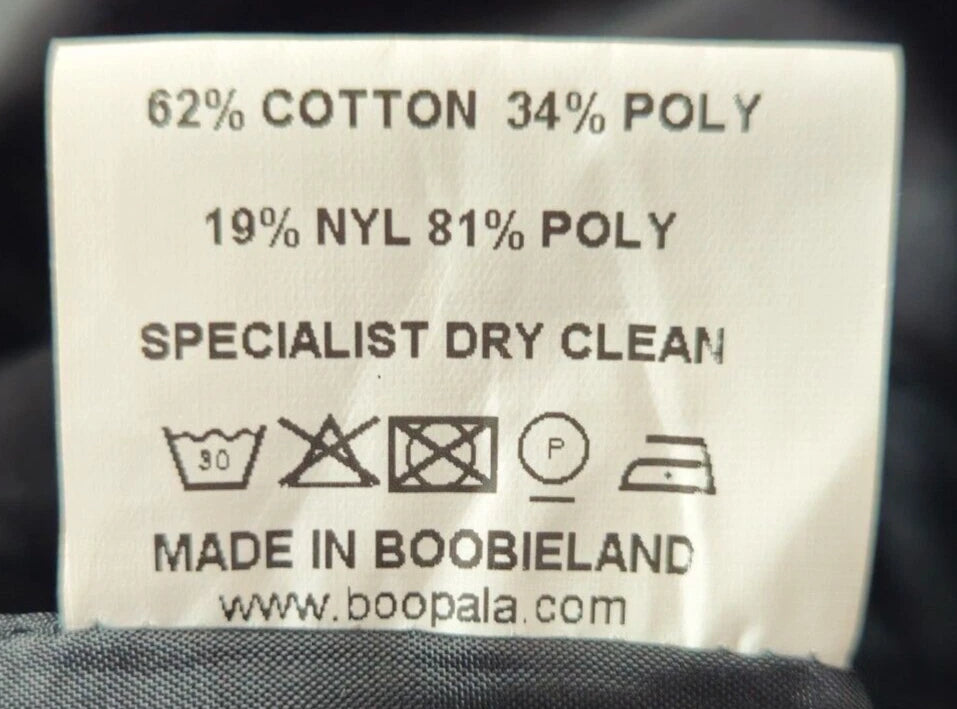 62% COTTON 34% POLY
19% NYL 81% POLY
SPECIALIST DRY CLEAN
30 P
MADE IN BOOBIELAND
www.boopala.com